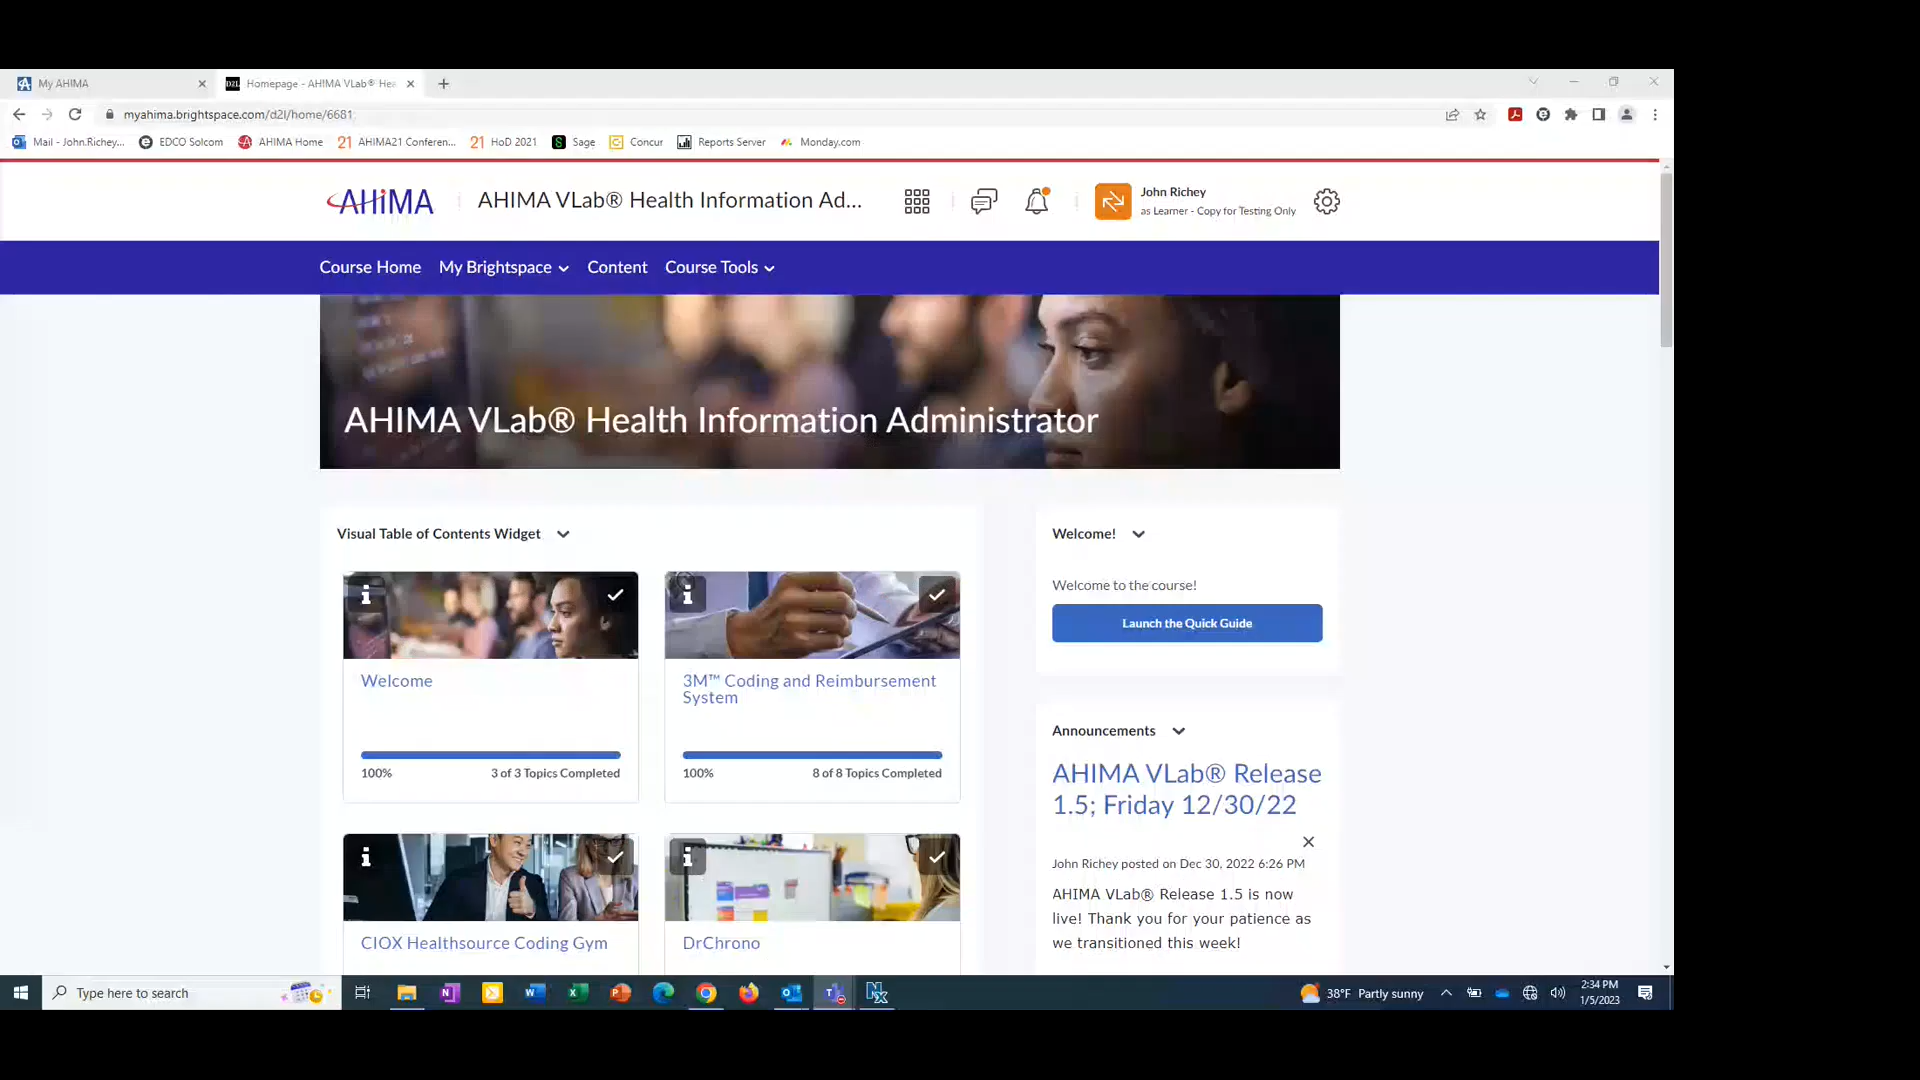 My AHIMA
D2L
Homepage - AHIMA VLab® Hea
myahima.brightspace.com/d2l/home/6681
Mail - John.Richey...
EDCO Solcom
AHIMA Home
21 AHIMA21 Conferen...
21 HoD 2021
S Sage
Concur
Reports Server
Monday.com
AHIMA
AHIMA VLab® Health Information Ad...
John Richey
as Learner - Copy for Testing Only
Course Home
My Brightspace
Content
Course Tools
AHIMA VLab® Health Information Administrator
Visual Table of Contents Widget
Welcome
100%
3 of 3 Topics Completed
3M™ Coding and Reimbursement
System
100%
8 of 8 Topics Completed
CIOX Healthsource Coding Gym
DrChrono
Welcome!
Welcome to the course!
Launch the Quick Guide
Announcements
AHIMA VLab® Release
1.5; Friday 12/30/22
John Richey posted on Dec 30, 2022 6:26 PM
AHIMA VLab® Release 1.5 is now
live! Thank you for your patience as
we transitioned this week!
Type here to search
38°F Partly sunny
2:34 PM
1/5/2023